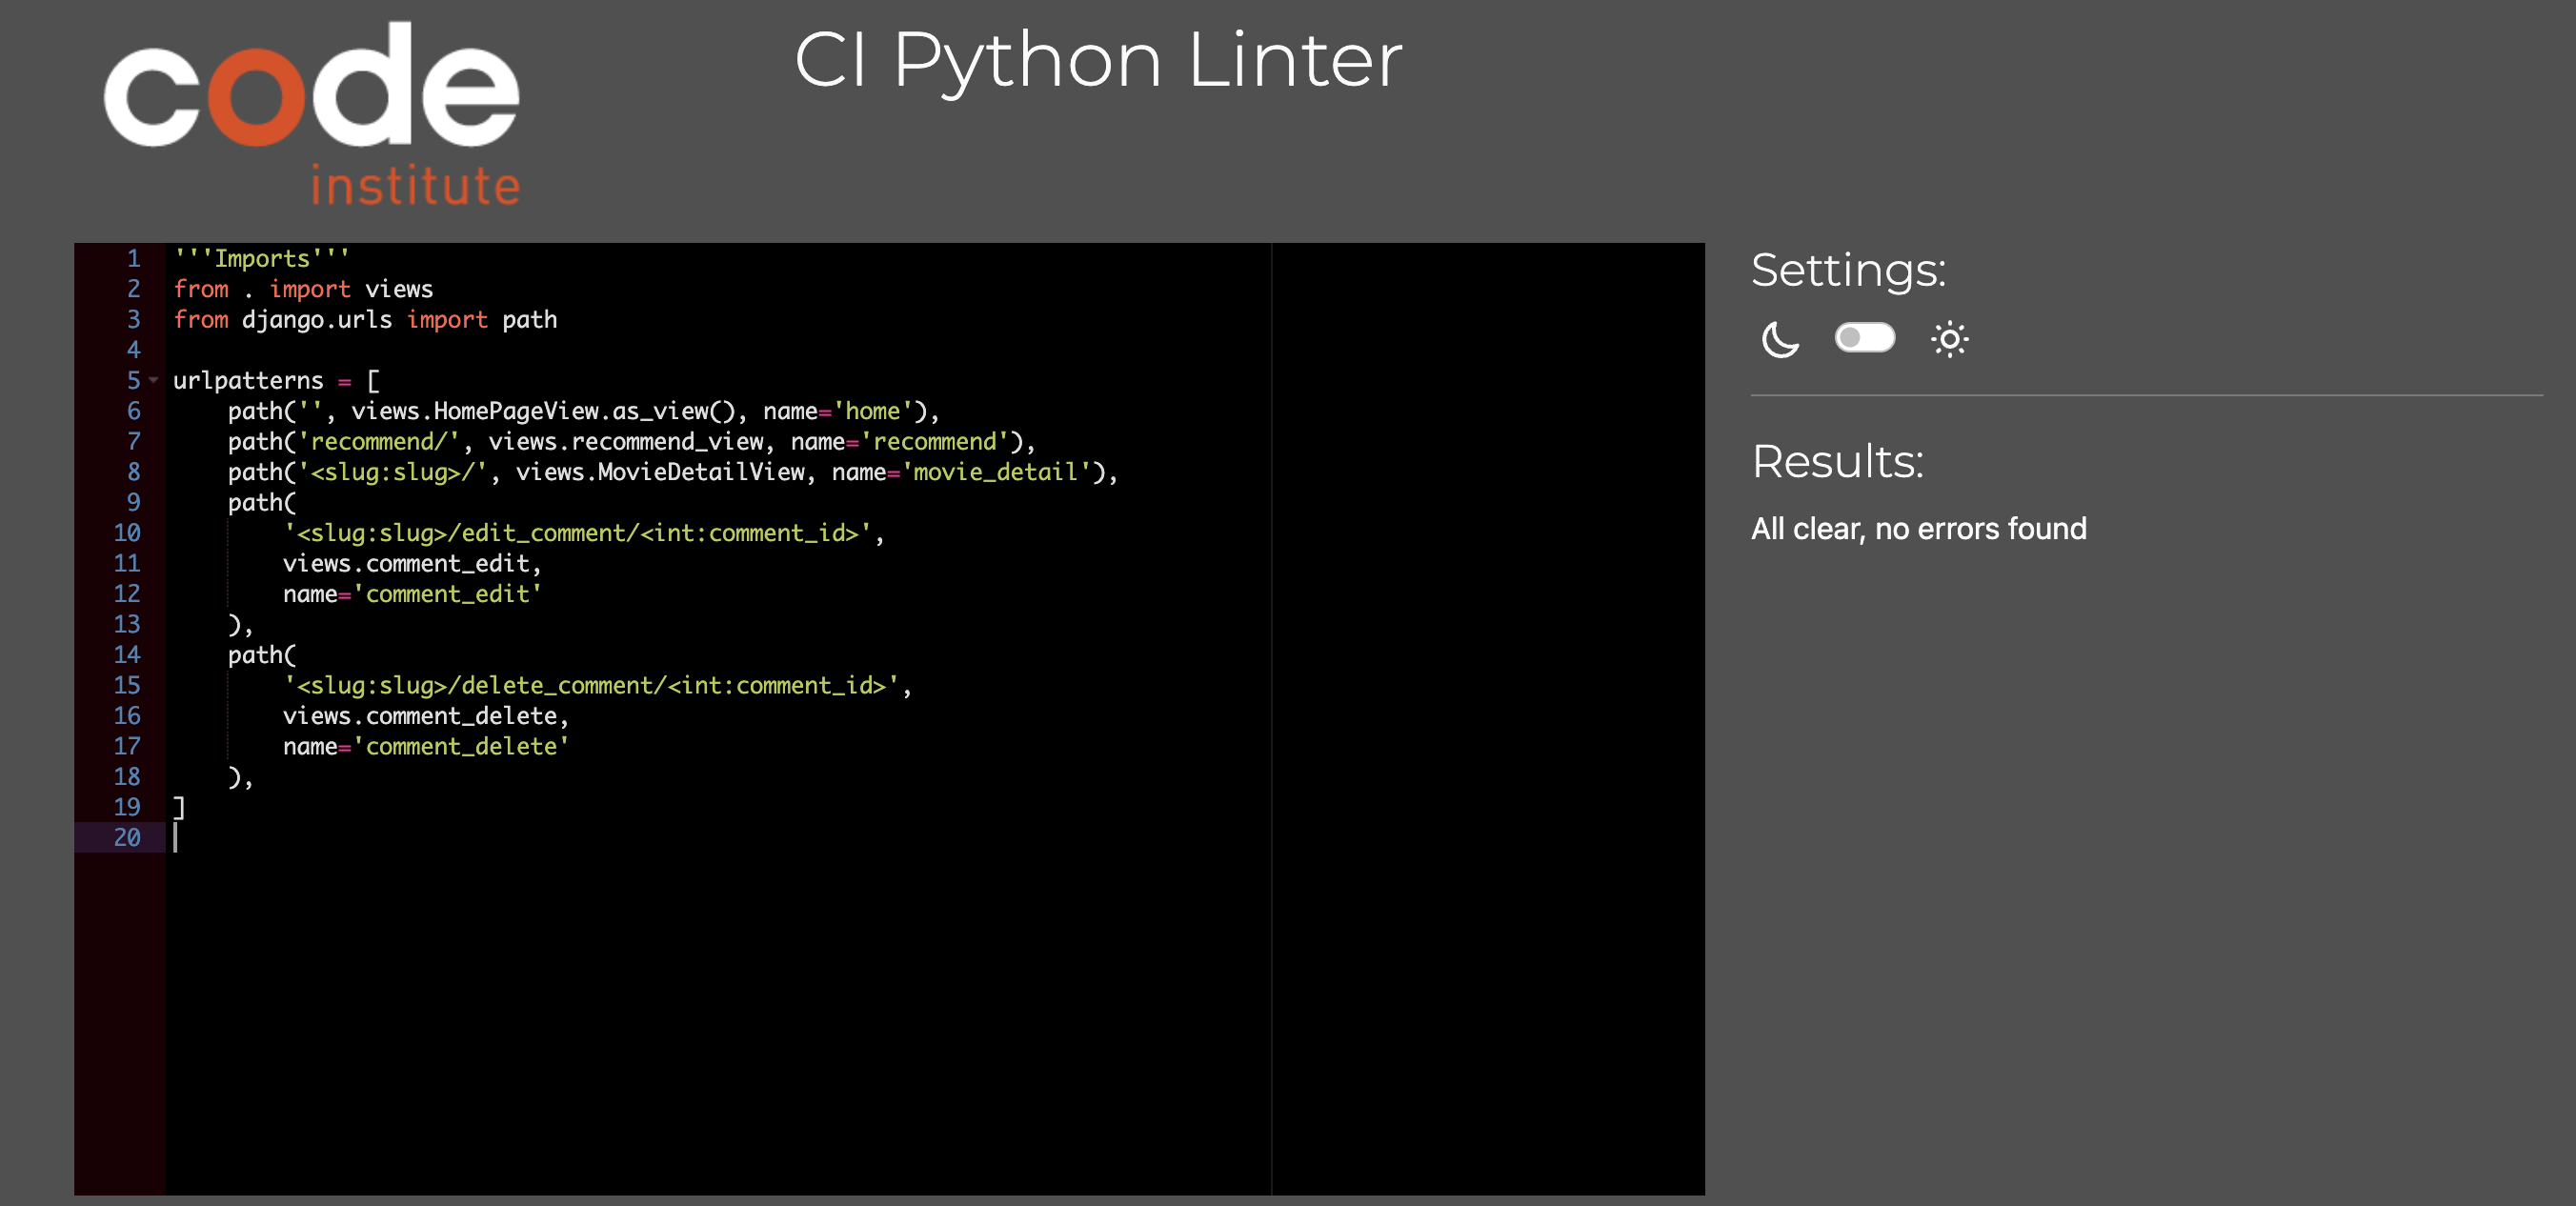 code
institute
CI Python Linter
1 '''Imports'''
2 from . import views
3 from django.urls import path
4
5 urlpatterns = [
6     path('', views.HomePageView.as_view(), name='home'),
7     path('recommend/', views.recommend_view, name='recommend'),
8     path('<slug:slug>/', views.MovieDetailView, name='movie_detail'),
9     path(
10         '<slug:slug>/edit_comment/<int:comment_id>',
11         views.comment_edit,
12         name='comment_edit'
13     ),
14     path(
15         '<slug:slug>/delete_comment/<int:comment_id>',
16         views.comment_delete,
17         name='comment_delete'
18     ),
19 ]
20
Settings:
Results:
All clear, no errors found